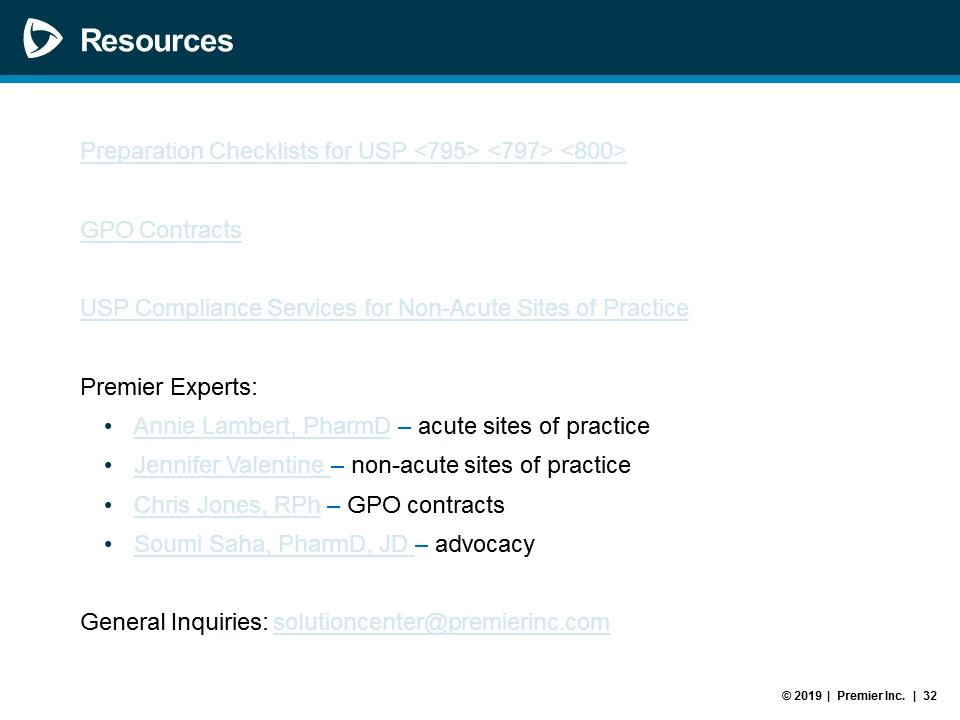 Resources
Preparation Checklists for USP <795> <797> <800>
GPO Contracts
USP Compliance Services for Non-Acute Sites of Practice
Premier Experts:
• Annie Lambert, PharmD – acute sites of practice
• Jennifer Valentine – non-acute sites of practice
• Chris Jones, RPh – GPO contracts
• Soumi Saha, PharmD, JD – advocacy
General Inquiries: solutioncenter@premierinc.com
© 2019 | Premier Inc. | 32